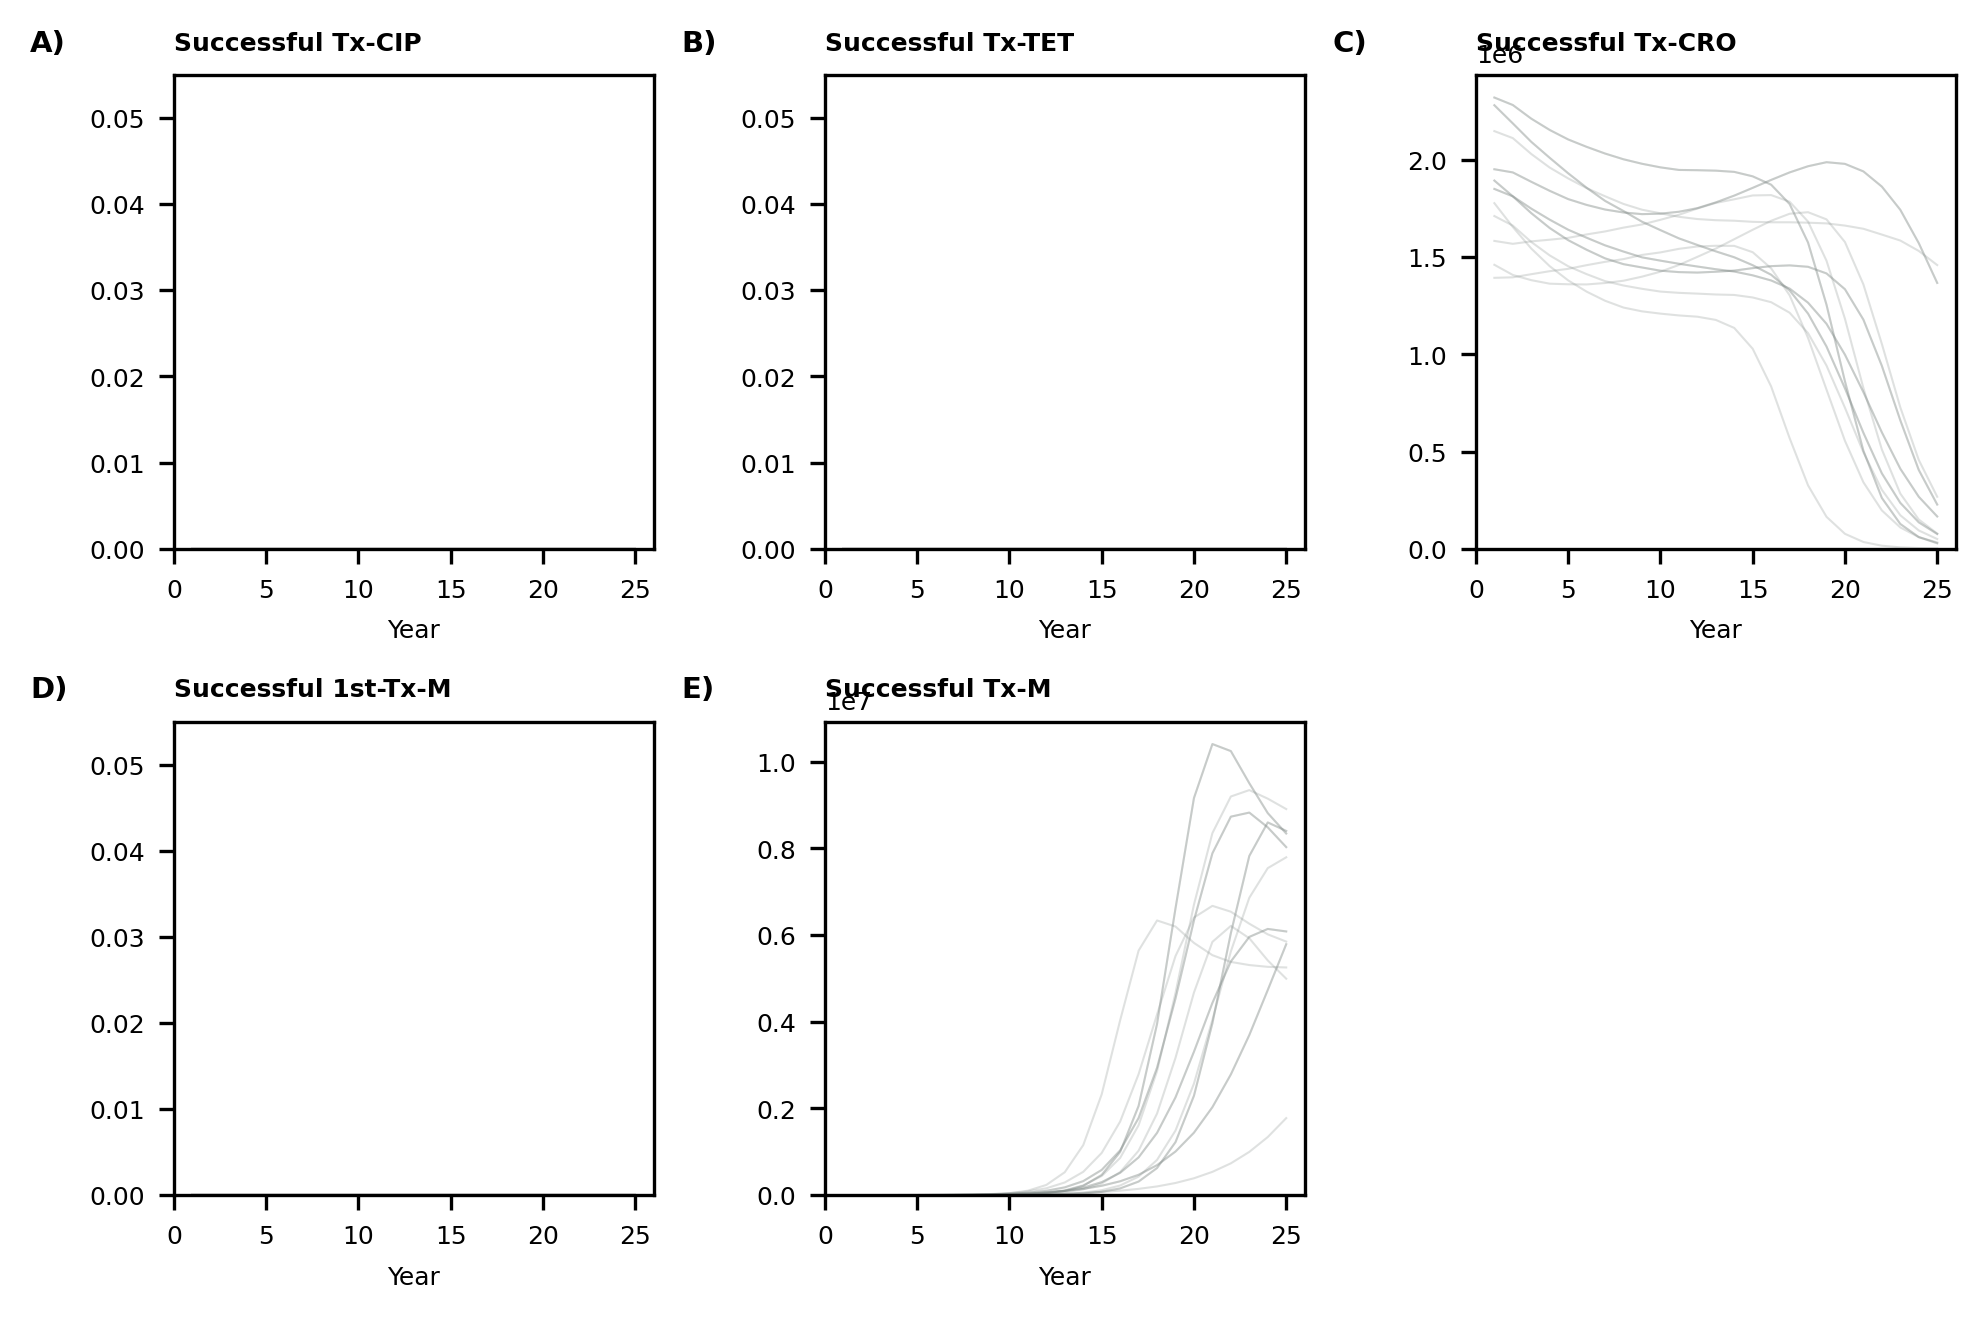 A) Successful Tx-CIP
0.05
0.04
0.03
0.02
0.01
0.00
0 5 10 15 20 25
Year
B) Successful Tx-TET
0.05
0.04
0.03
0.02
0.01
0.00
0 5 10 15 20 25
Year
C) Successful Tx-CRO
1e6
2.0
1.5
1.0
0.5
0.0
0 5 10 15 20 25
Year
D) Successful 1st-Tx-M
0.05
0.04
0.03
0.02
0.01
0.00
0 5 10 15 20 25
Year
E) Successful Tx-M
1e7
1.0
0.8
0.6
0.4
0.2
0.0
0 5 10 15 20 25
Year